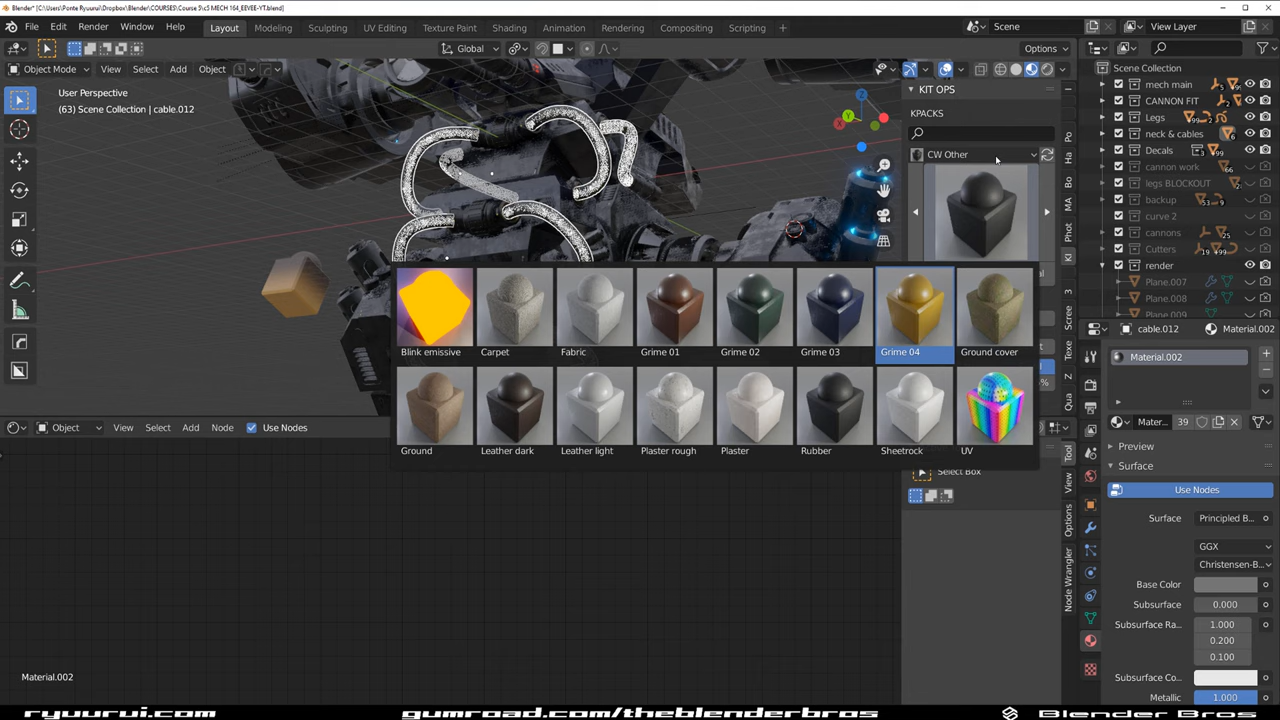 Blender* [C:\Users\Ponte Ryuurui\Dropbox\Blender\COURSES\Course 5\c5 MECH 164_EEVEE-YT.blend]
File Edit Render Window Help Layout Modeling Sculpting UV Editing Texture Paint Shading Animation Rendering Compositing Scripting Scene View Layer
Global Options
Object Mode View Select Add Object
User Perspective
(63) Scene Collection | cable.012
KIT OPS
KPACKS
CW Other
Scene Collection
mech main
CANNON FIT
Legs
neck & cables
Decals
cannon work
legs BLOCKOUT
backup
curve 2
cannons
Cutters
render
Plane.007
Plane.008
Plane.009
Blink emissive Carpet Fabric Grime 01 Grime 02 Grime 03 Grime 04 Ground cover
Ground Leather dark Leather light Plaster rough Plaster Rubber Sheetrock UV
cable.012 Material.002
Material.002
Mater... 39
Preview
Surface
Use Nodes
Surface Principled B...
GGX
Christensen-B...
Base Color
Subsurface 0.000
Subsurface Ra... 1.000
0.200
0.100
Subsurface Co...
Metallic 1.000
Object View Select Add Node Use Nodes
Select Box
Tool
View
Options
Node Wrangler
Material.002
ryuurui.com gumroad.com/theblenderbros Blender Bros